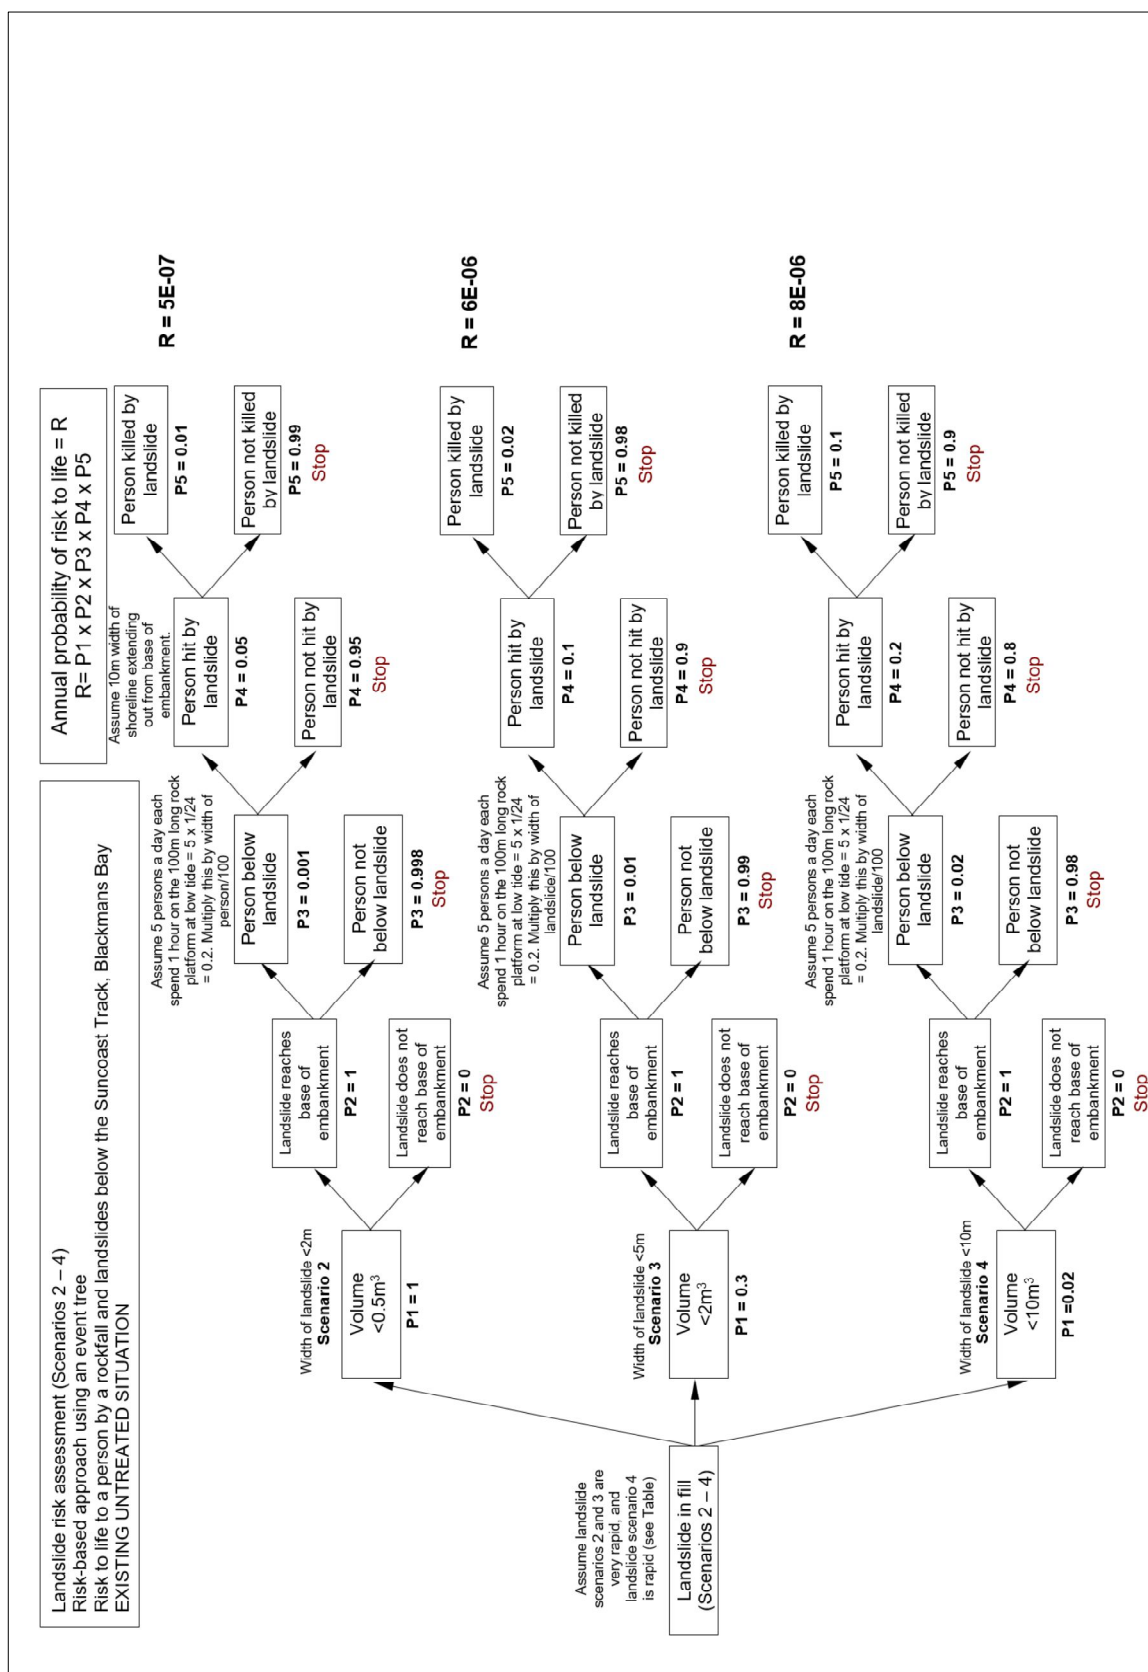 Landslide risk assessment (Scenarios 2 – 4)
Risk-based approach using an event tree
Risk to life to a person by a rockfall and landslides below the Suncoast Track, Blackmans Bay
EXISTING UNTREATED SITUATION
Annual probability of risk to life = R
R= P1 x P2 x P3 x P4 x P5
Assume landslide
scenarios 2 and 3 are
very rapid, and
landslide scenario 4
is rapid (see Table)
Landslide in fill
(Scenarios 2 – 4)
Width of landslide <2m
Scenario 2
Volume
<0.5m³
P1 = 1
Landslide reaches
base of
embankment
P2 = 1
Landslide does not
reach base of
embankment
P2 = 0
Stop
Assume 5 persons a day each
spend 1 hour on the 100m long rock
platform at low tide = 5 x 1/24
= 0.2. Multiply this by width of
person/100
Person below
landslide
P3 = 0.001
Person not
below landslide
P3 = 0.998
Stop
Assume 10m width of
shoreline extending
out from base of
embankment.
Person hit by
landslide
P4 = 0.05
Person not hit by
landslide
P4 = 0.95
Stop
Person killed by
landslide
P5 = 0.01
Person not killed
by landslide
P5 = 0.99
Stop
R = 5E-07
Width of landslide <5m
Scenario 3
Volume
<2m³
P1 = 0.3
Landslide reaches
base of
embankment
P2 = 1
Landslide does not
reach base of
embankment
P2 = 0
Stop
Assume 5 persons a day each
spend 1 hour on the 100m long rock
platform at low tide = 5 x 1/24
= 0.2. Multiply this by width of
landslide/100
Person below
landslide
P3 = 0.01
Person not
below landslide
P3 = 0.99
Stop
Person hit by
landslide
P4 = 0.1
Person not hit by
landslide
P4 = 0.9
Stop
Person killed by
landslide
P5 = 0.02
Person not killed
by landslide
P5 = 0.98
Stop
R = 6E-06
Width of landslide <10m
Scenario 4
Volume
<10m³
P1 =0.02
Landslide reaches
base of
embankment
P2 = 1
Landslide does not
reach base of
embankment
P2 = 0
Stop
Assume 5 persons a day each
spend 1 hour on the 100m long rock
platform at low tide = 5 x 1/24
= 0.2. Multiply this by width of
landslide/100
Person below
landslide
P3 = 0.02
Person not
below landslide
P3 = 0.98
Stop
Person hit by
landslide
P4 = 0.2
Person not hit by
landslide
P4 = 0.8
Stop
Person killed by
landslide
P5 = 0.1
Person not killed
by landslide
P5 = 0.9
Stop
R = 8E-06